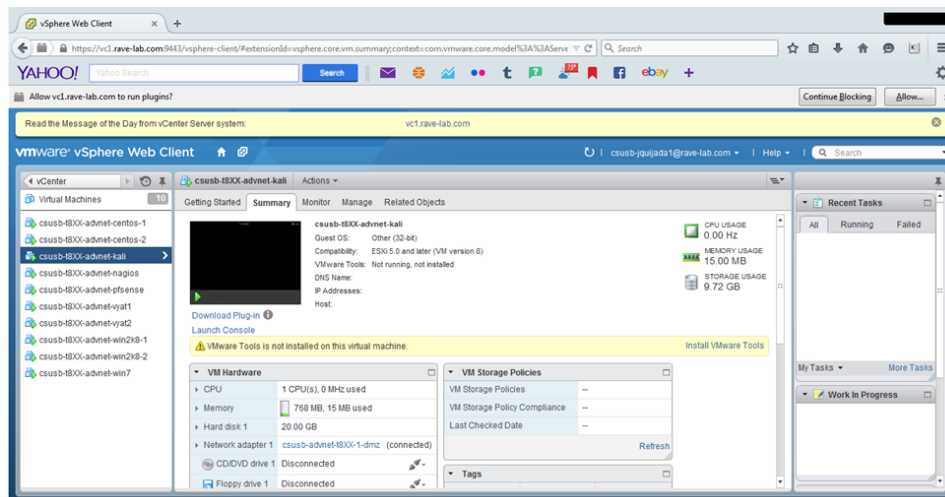 vSphere Web Client × +
https://vc1.rave-lab.com:9443/vsphere-client/#extensionId=vsphere.core.vm.summary;context=com.vmware.core.model%3A%3AServe Search
YAHOO! Yahoo Search Search ebay +
Allow vc1.rave-lab.com to run plugins? Continue Blocking Allow...
Read the Message of the Day from vCenter Server system: vc1.rave-lab.com
vmware® vSphere Web Client csusb-jquijada1@rave-lab.com Help Search
vCenter csusb-t8XX-advnet-kali Actions
Virtual Machines 10 Getting Started Summary Monitor Manage Related Objects Recent Tasks
All Running Failed
csusb-t8XX-advnet-centos-1
csusb-t8XX-advnet-centos-2
csusb-t8XX-advnet-kali
csusb-t8XX-advnet-nagios
csusb-t8XX-advnet-pfsense
csusb-t8XX-advnet-vyat1
csusb-t8XX-advnet-vyat2
csusb-t8XX-advnet-win2k8-1
csusb-t8XX-advnet-win2k8-2
csusb-t8XX-advnet-win7
csusb-t8XX-advnet-kali
Guest OS: Other (32-bit)
Compatibility: ESXi 5.0 and later (VM version 8)
VMware Tools: Not running, not installed
DNS Name:
IP Addresses:
Host:
CPU USAGE
0.00 Hz
MEMORY USAGE
15.00 MB
STORAGE USAGE
9.72 GB
Download Plug-in
Launch Console
VMware Tools is not installed on this virtual machine. Install VMware Tools
VM Hardware
CPU 1 CPU(s), 0 MHz used
Memory 768 MB, 15 MB used
Hard disk 1 20.00 GB
Network adapter 1 csusb-advnet-t8XX-1-dmz (connected)
CD/DVD drive 1 Disconnected
Floppy drive 1 Disconnected
VM Storage Policies
VM Storage Policies --
VM Storage Policy Compliance --
Last Checked Date --
Refresh
Tags
My Tasks More Tasks
Work In Progress